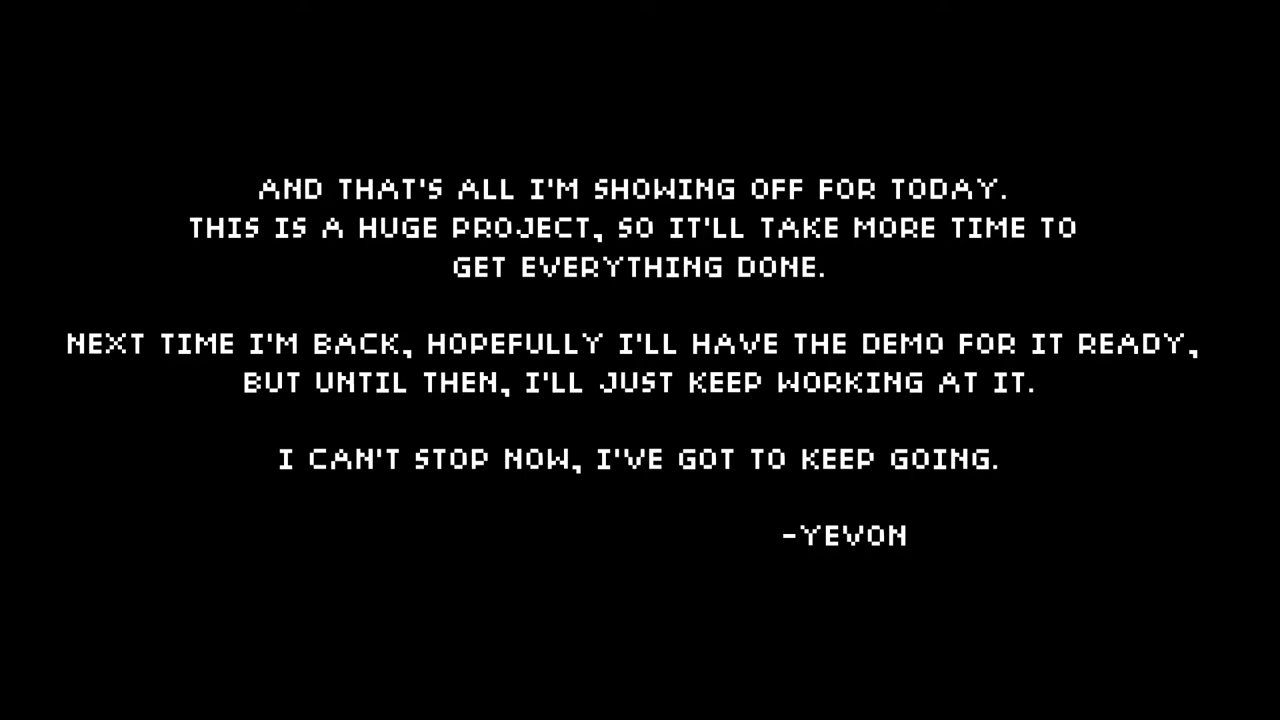 AND THAT'S ALL I'M SHOWING OFF FOR TODAY.
THIS IS A HUGE PROJECT, SO IT'LL TAKE MORE TIME TO
GET EVERYTHING DONE.
NEXT TIME I'M BACK, HOPEFULLY I'LL HAVE THE DEMO FOR IT READY,
BUT UNTIL THEN, I'LL JUST KEEP WORKING AT IT.
I CAN'T STOP NOW, I'VE GOT TO KEEP GOING.
-YEVON